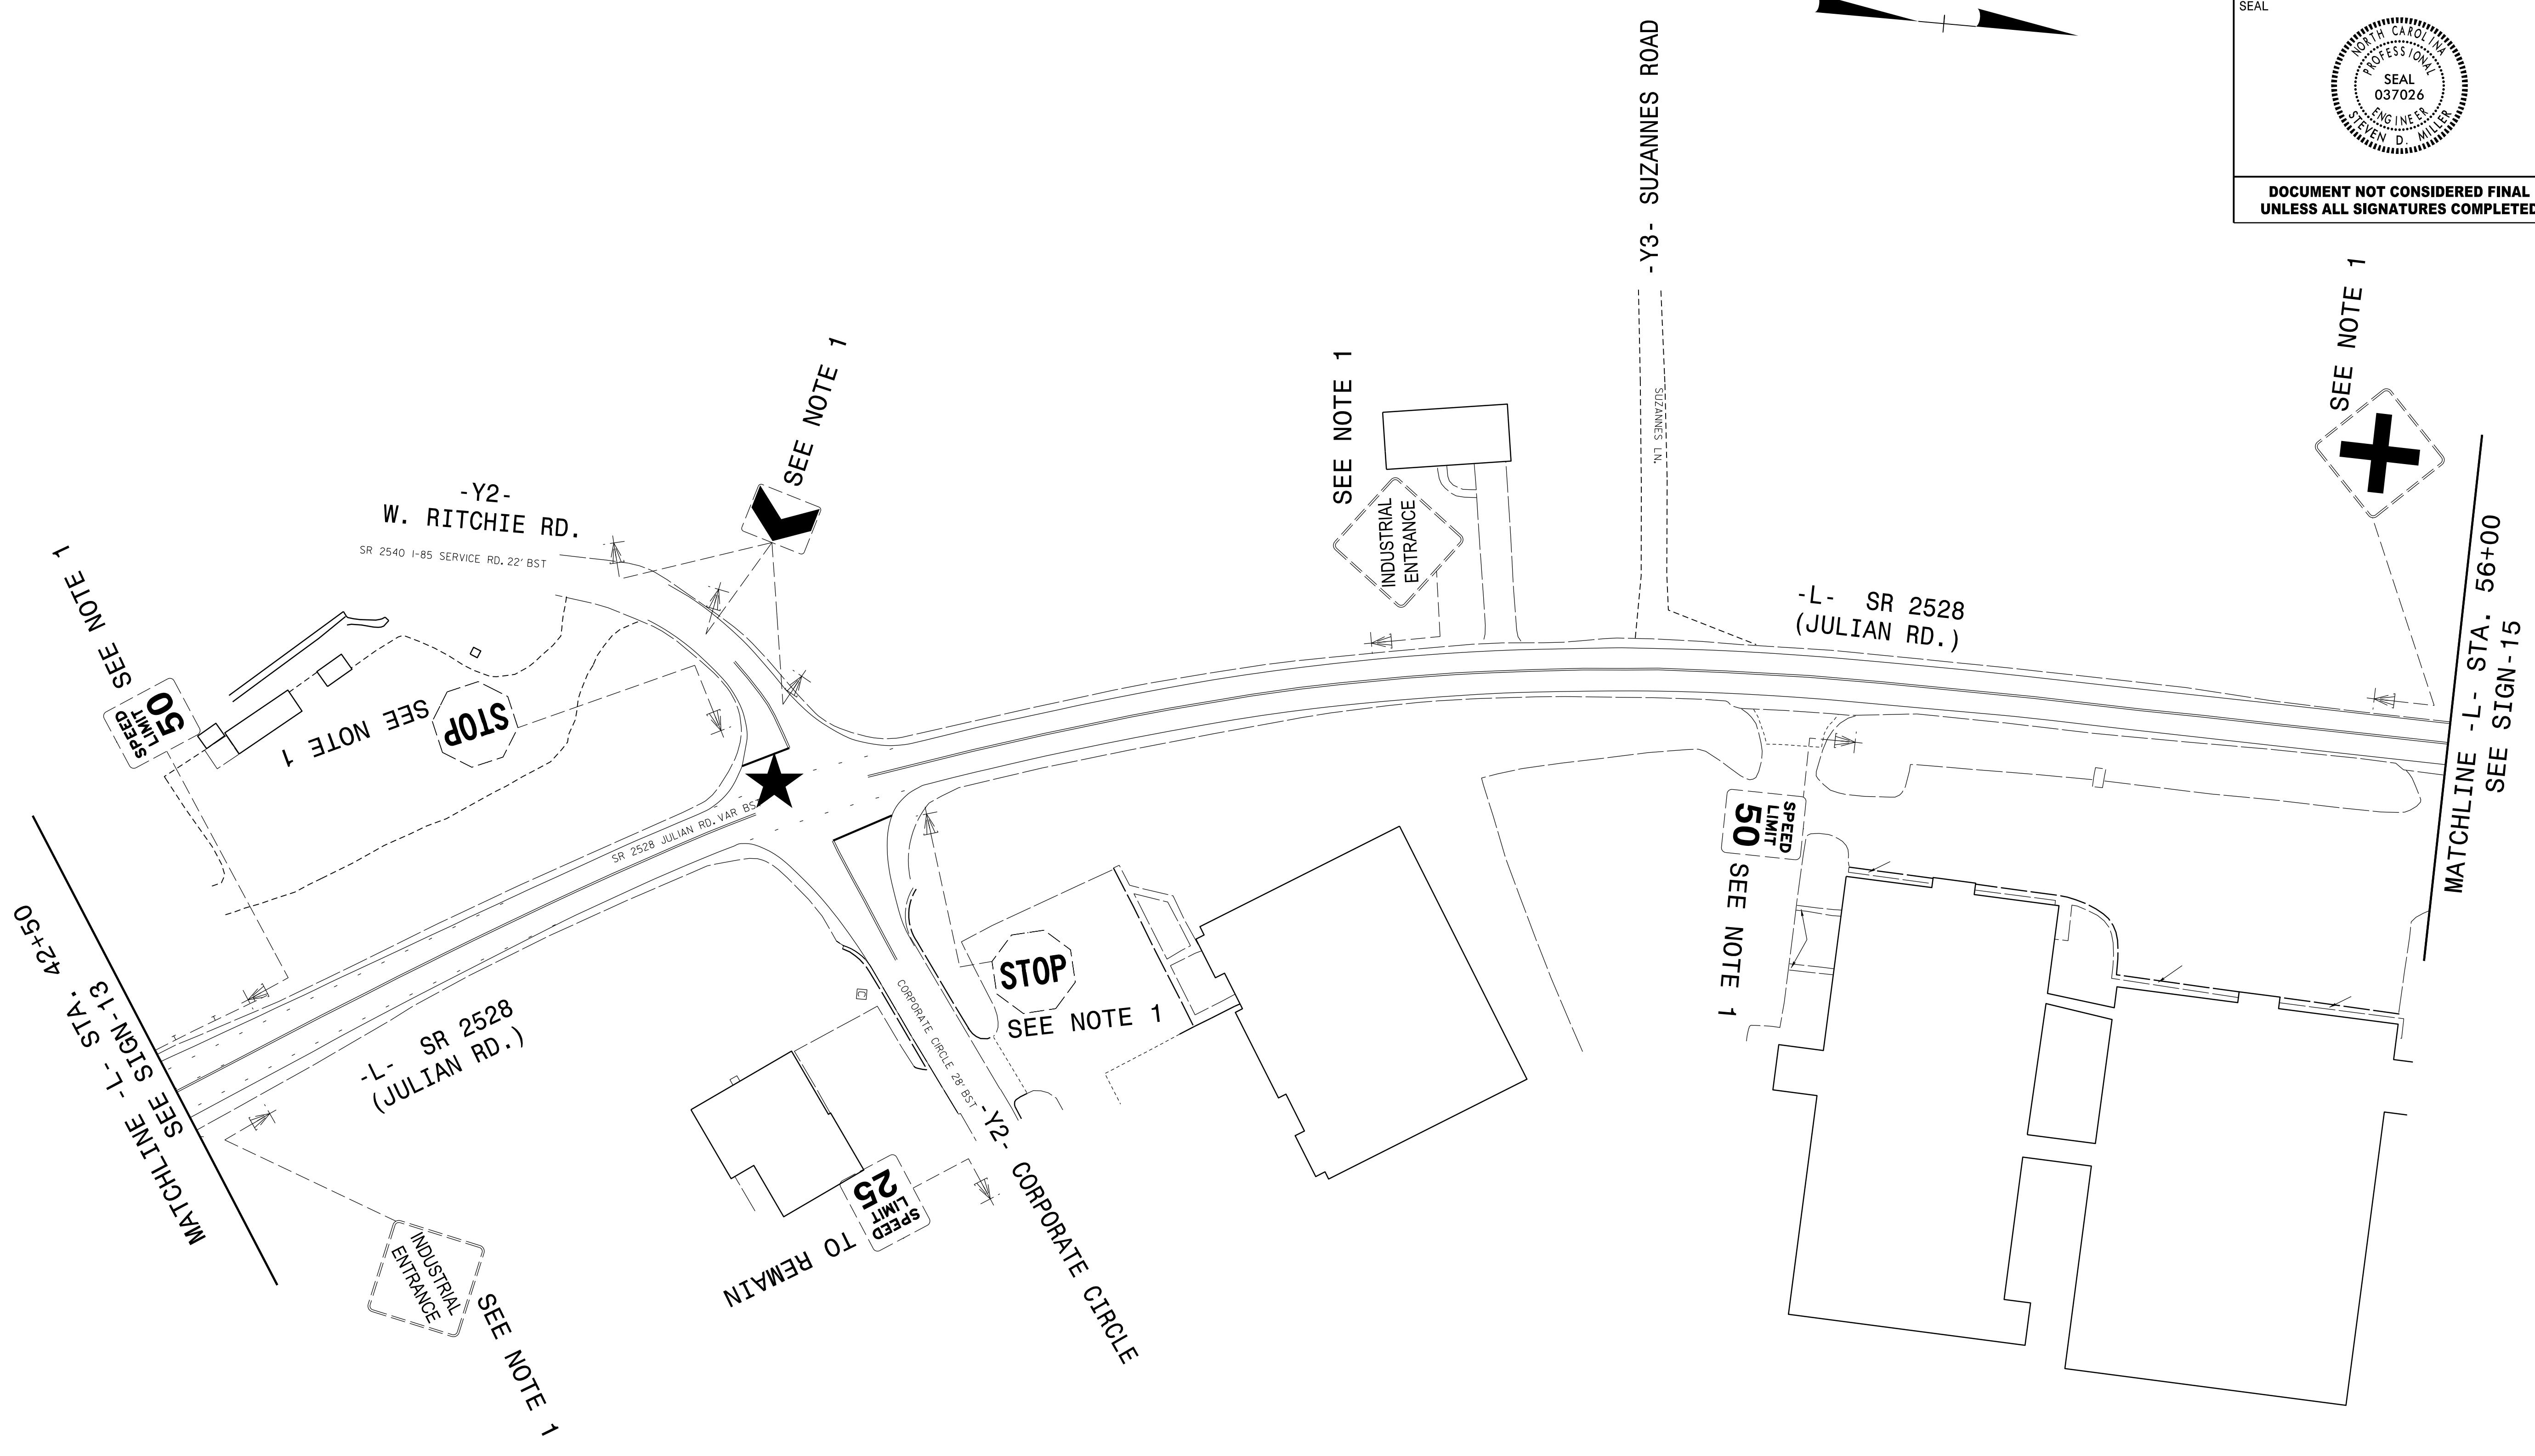 SEAL
NORTH CAROLINA
PROFESSIONAL
SEAL
037026
ENGINEER
STEVEN D. MILLER
DOCUMENT NOT CONSIDERED FINAL
UNLESS ALL SIGNATURES COMPLETED
-Y3- SUZANNES ROAD
SUZANNES LN.
SEE NOTE 1
SEE NOTE 1
INDUSTRIAL
ENTRANCE
SEE NOTE 1
-Y2-
W. RITCHIE RD.
SR 2540 I-85 SERVICE RD. 22' BST
SEE NOTE 1
SPEED
LIMIT
50
STOP
SEE NOTE 1
-L- SR 2528
(JULIAN RD.)
MATCHLINE -L- STA. 56+00
SEE SIGN-15
SR 2528 JULIAN RD. VAR BST
SPEED
LIMIT
50
SEE NOTE 1
STOP
SEE NOTE 1
MATCHLINE -L- STA. 42+50
SEE SIGN-13
-L- SR 2528
(JULIAN RD.)
C
CORPORATE CIRCLE 28' BST
-Y2- CORPORATE CIRCLE
SPEED
LIMIT
25
TO REMAIN
INDUSTRIAL
ENTRANCE
SEE NOTE 1